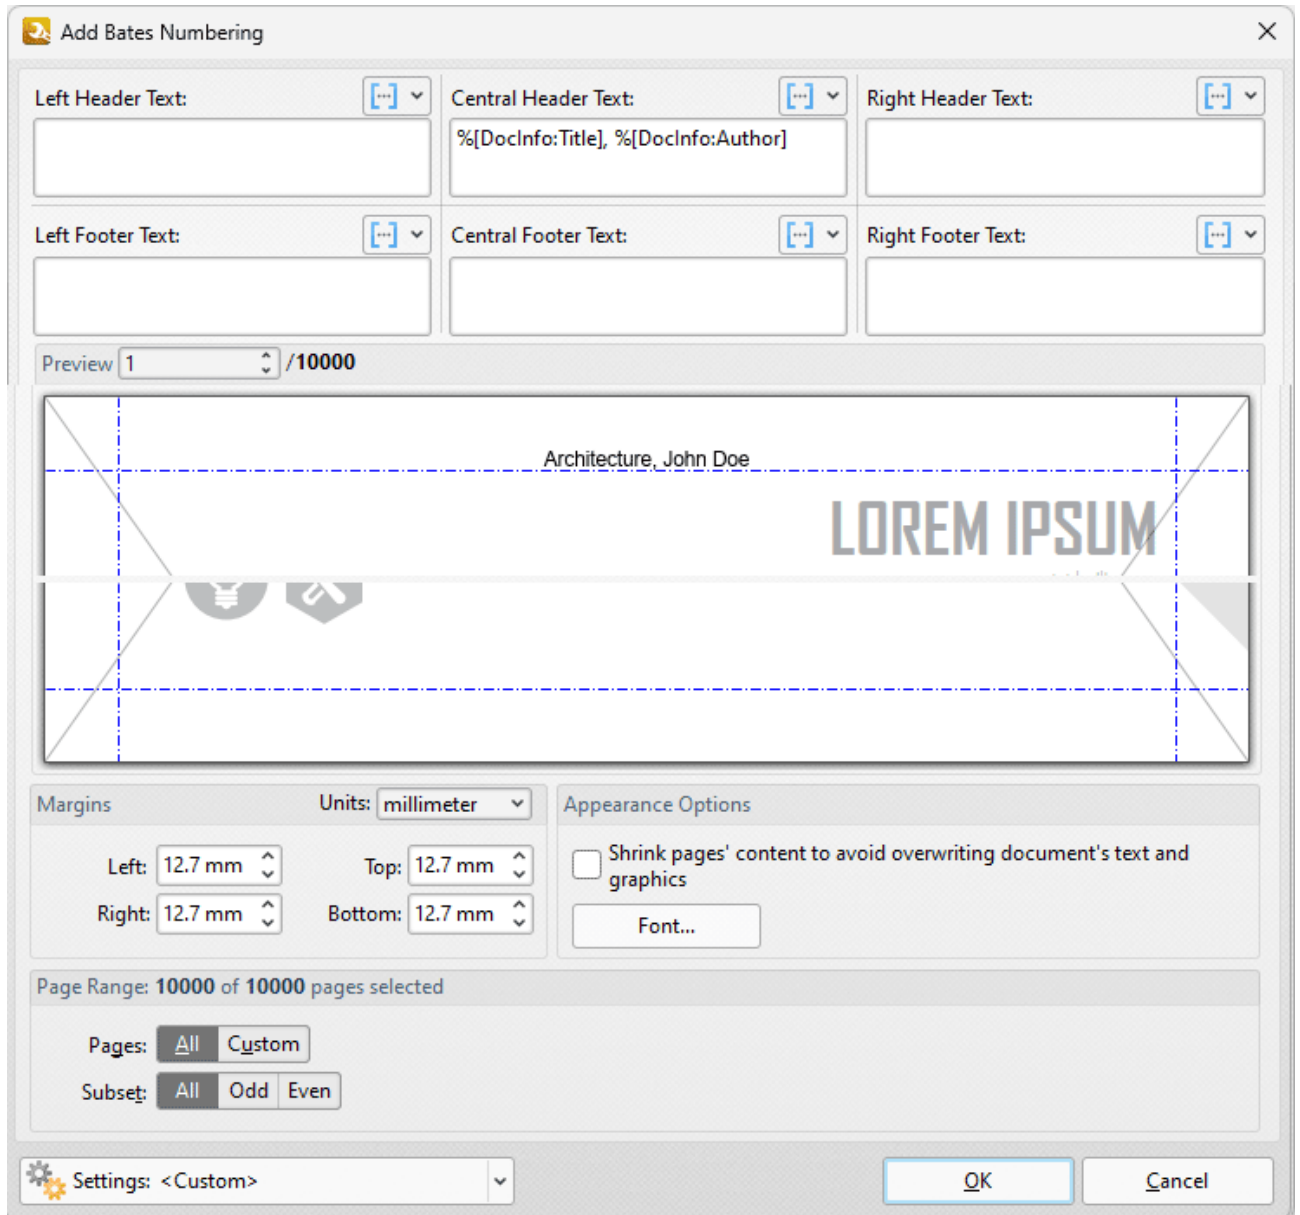 Add Bates Numbering
Left Header Text:
Central Header Text:
Right Header Text:
%[DocInfo:Title], %[DocInfo:Author]
Left Footer Text:
Central Footer Text:
Right Footer Text:
Preview 1 /10000
Architecture, John Doe
LOREM IPSUM
Margins
Units: millimeter
Left: 12.7 mm
Top: 12.7 mm
Right: 12.7 mm
Bottom: 12.7 mm
Appearance Options
Shrink pages' content to avoid overwriting document's text and
graphics
Font...
Page Range: 10000 of 10000 pages selected
Pages: All Custom
Subset: All Odd Even
Settings: <Custom>
OK
Cancel